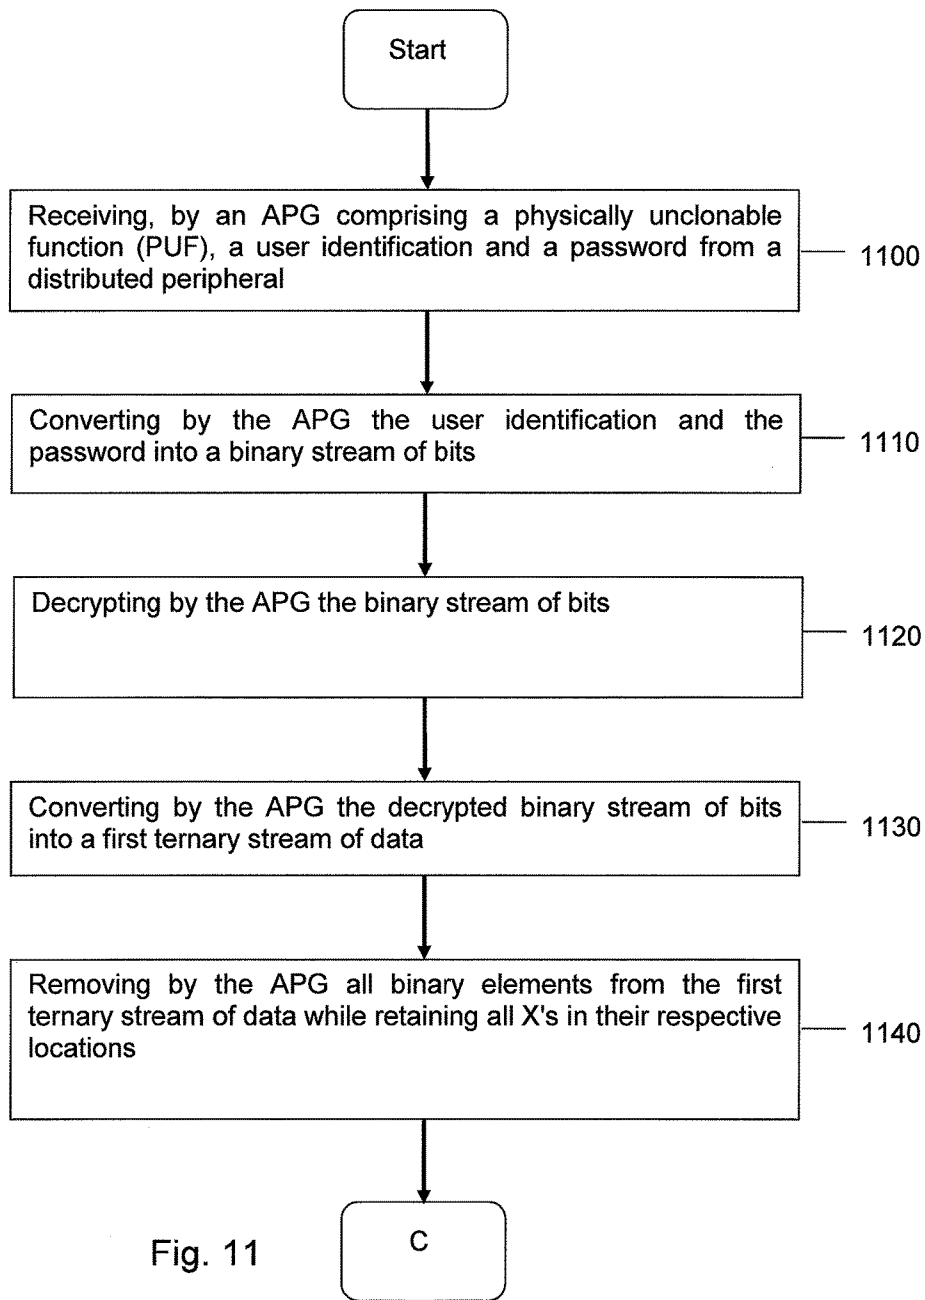 Start
Receiving, by an APG comprising a physically unclonable
function (PUF), a user identification and a password from a
distributed peripheral
1100
Converting by the APG the user identification and the
password into a binary stream of bits
1110
Decrypting by the APG the binary stream of bits
1120
Converting by the APG the decrypted binary stream of bits
into a first ternary stream of data
1130
Removing by the APG all binary elements from the first
ternary stream of data while retaining all X's in their respective
locations
1140
C
Fig. 11